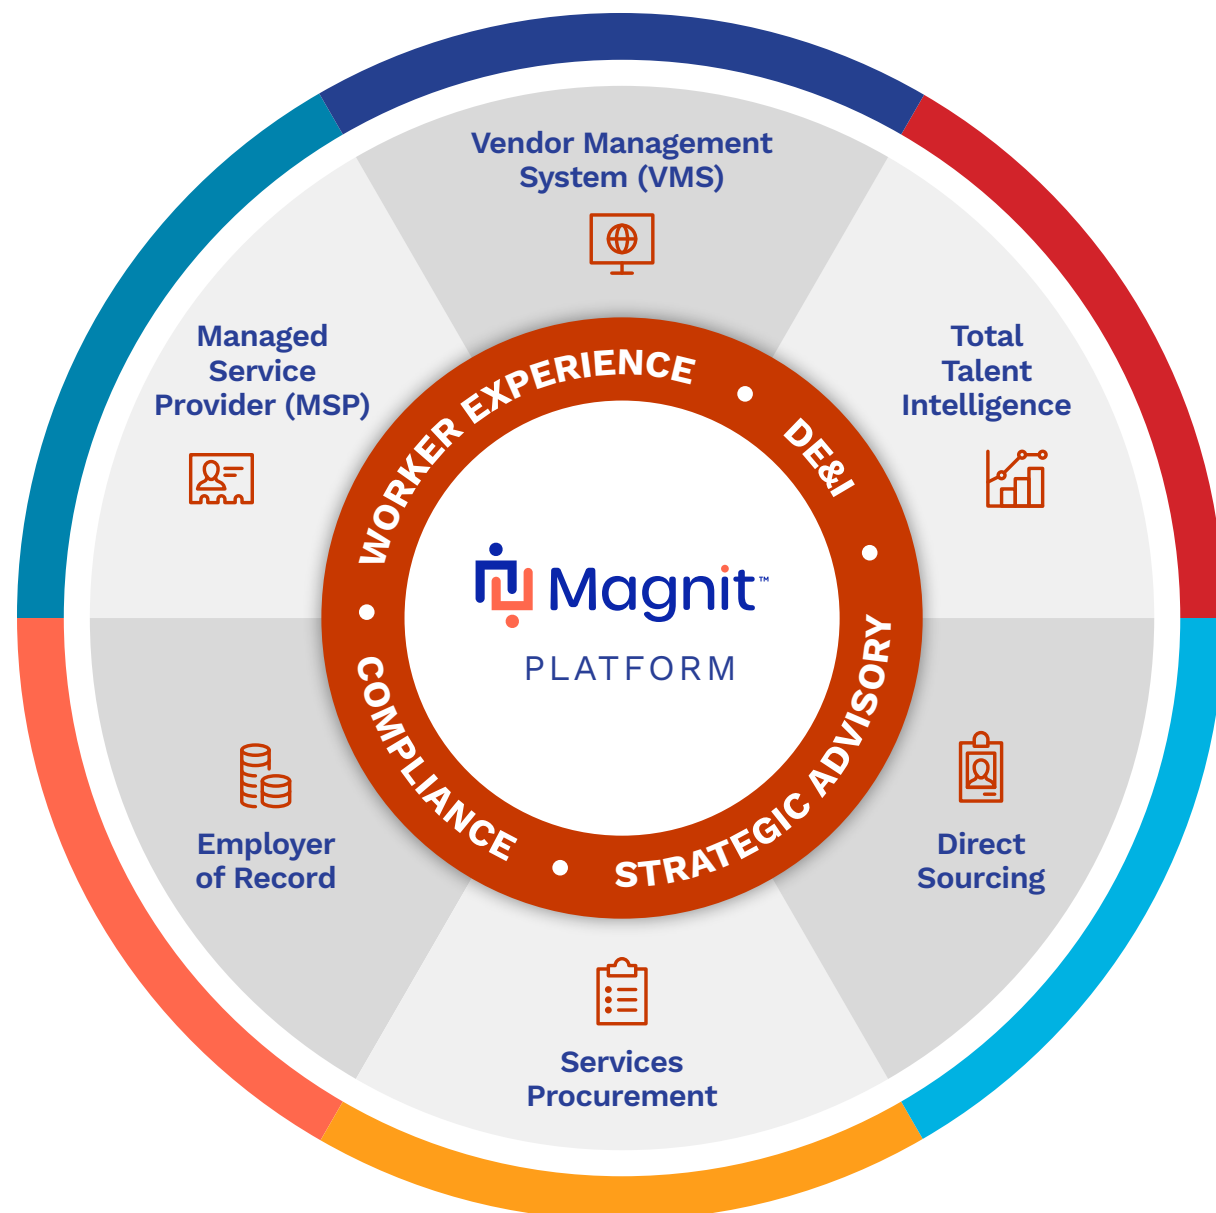 Vendor Management
System (VMS)
Total
Talent
Intelligence
Direct
Sourcing
Services
Procurement
Employer
of Record
Managed
Service
Provider (MSP)
WORKER EXPERIENCE • DE&I • STRATEGIC ADVISORY • COMPLIANCE •
Magnit™
PLATFORM